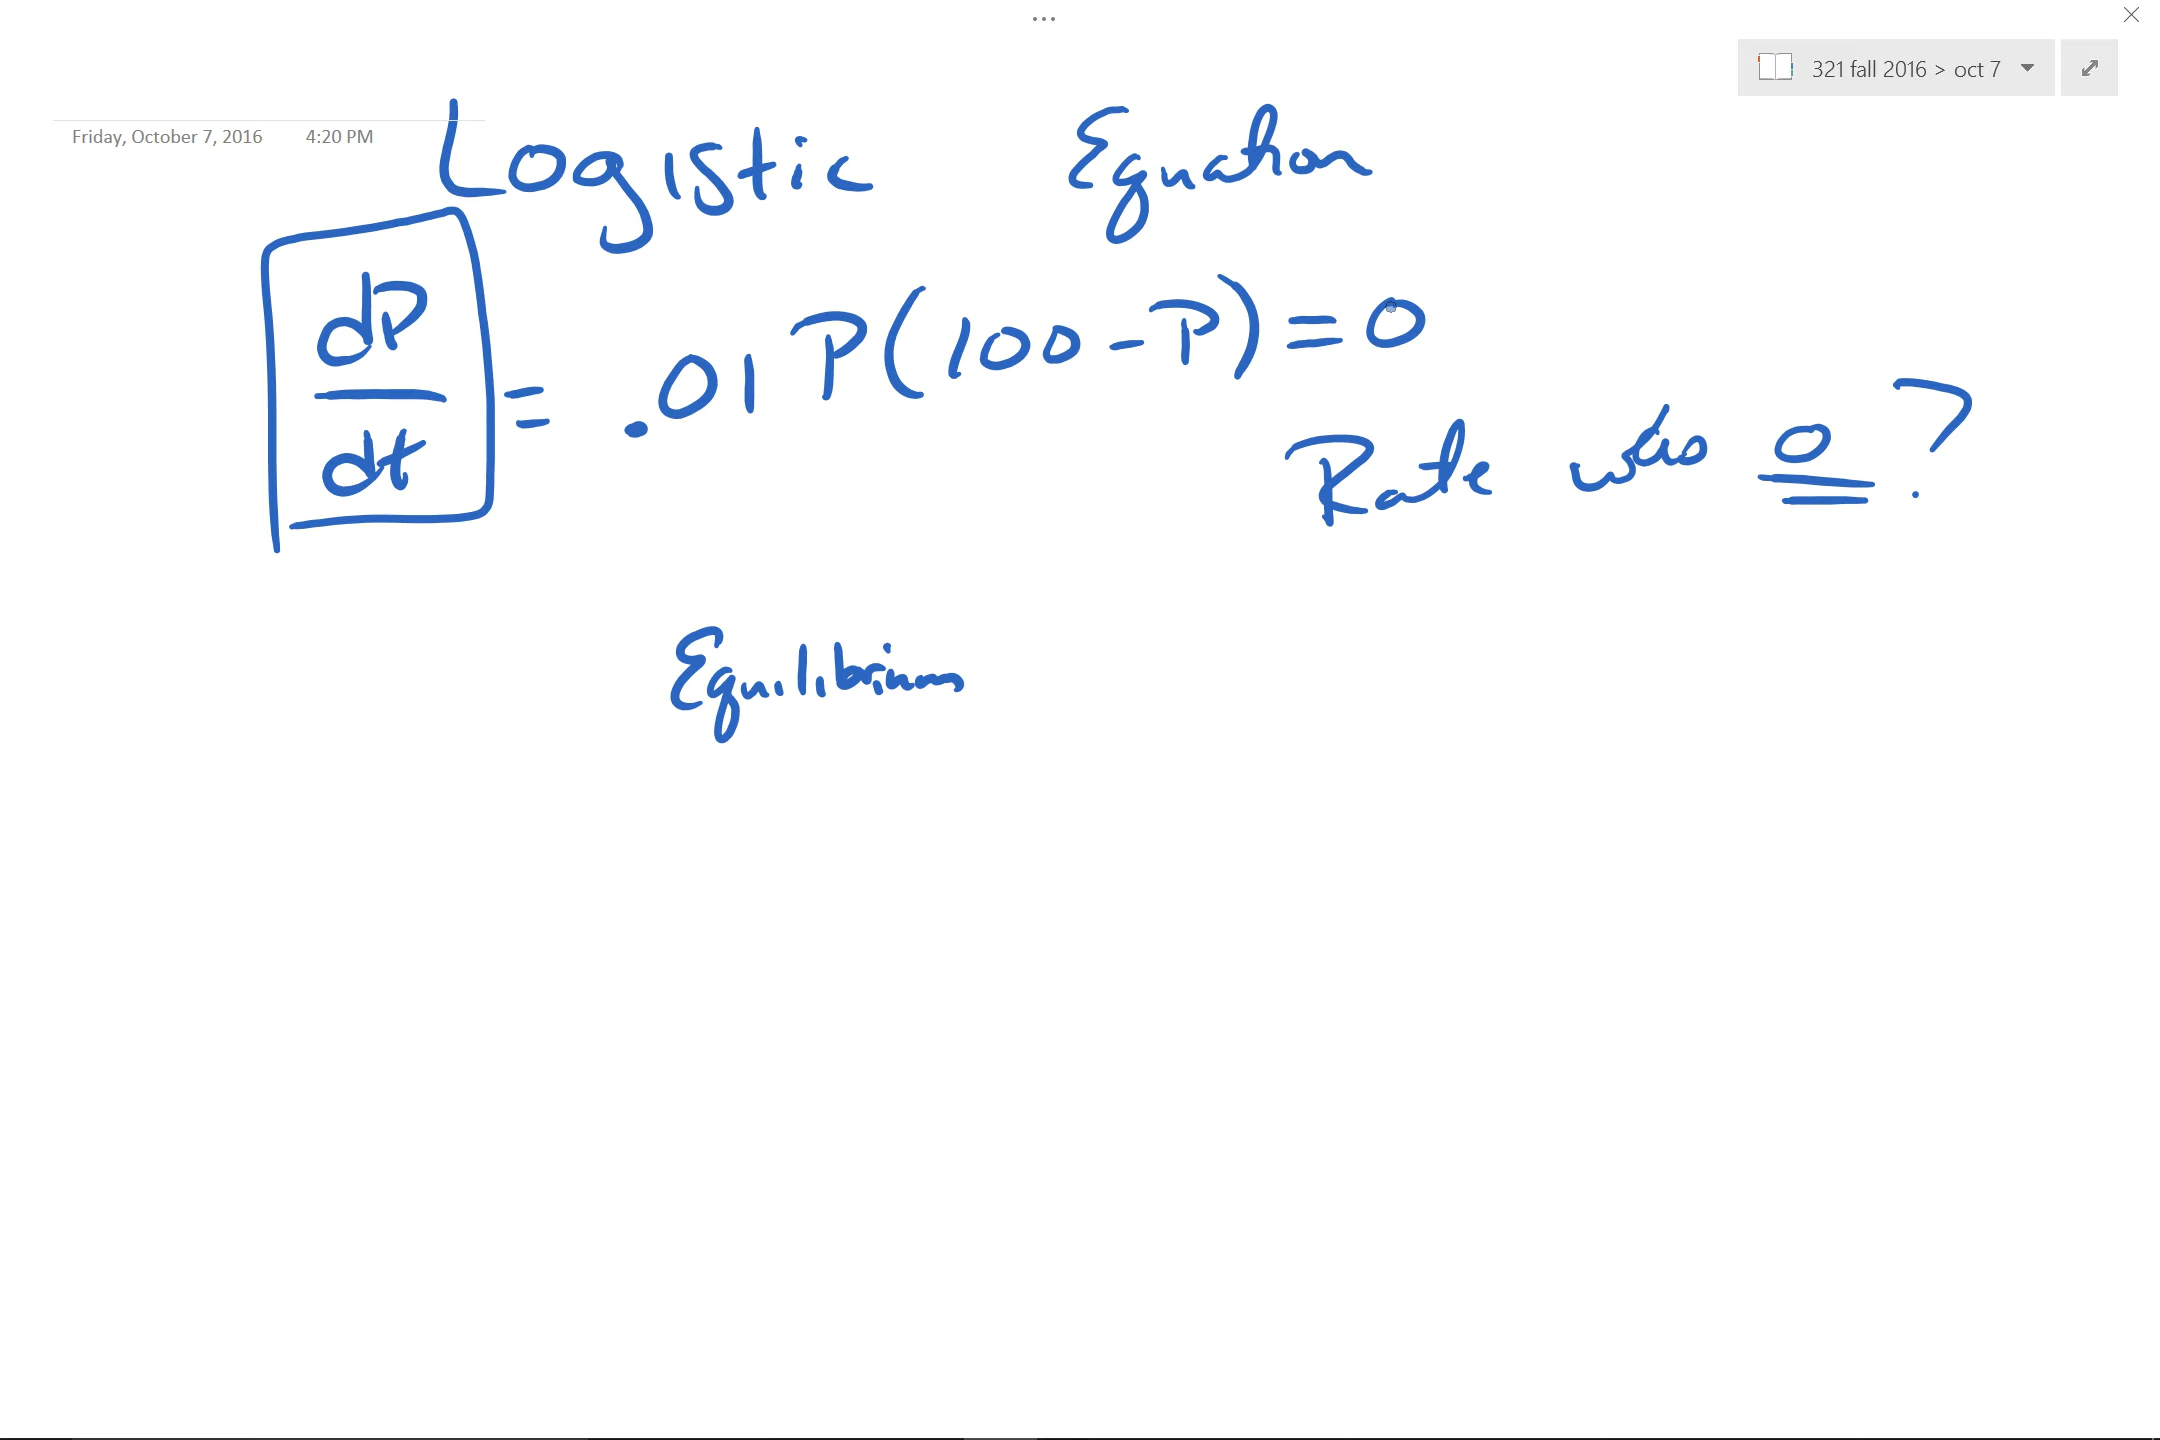 ...
321 fall 2016 > oct 7
Friday, October 7, 2016 4:20 PM
Logistic Equation
dP/dt = .01 P(100-P) = 0
Rate was 0 ?
Equilibrium